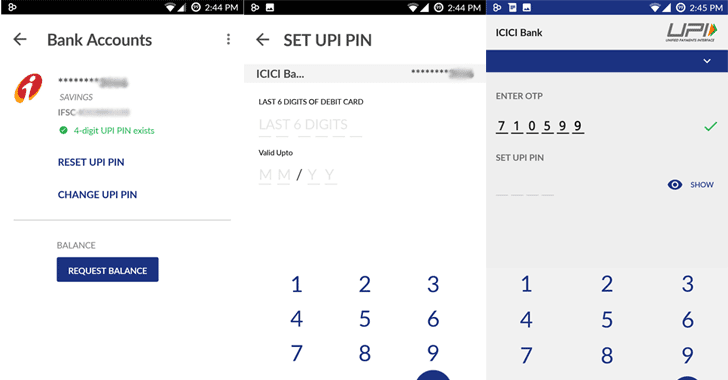 2:44 PM
Bank Accounts
********
SAVINGS
IFSC-
4-digit UPI PIN exists
RESET UPI PIN
CHANGE UPI PIN
BALANCE
REQUEST BALANCE
2:44 PM
SET UPI PIN
ICICI Ba... ********
LAST 6 DIGITS OF DEBIT CARD
LAST 6 DIGITS
Valid Upto
M M / Y Y
1 2 3
4 5 6
7 8 9
2:45 PM
ICICI Bank
UPI
UNIFIED PAYMENTS INTERFACE
ENTER OTP
7 1 0 5 9 9
SET UPI PIN
SHOW
1 2 3
4 5 6
7 8 9